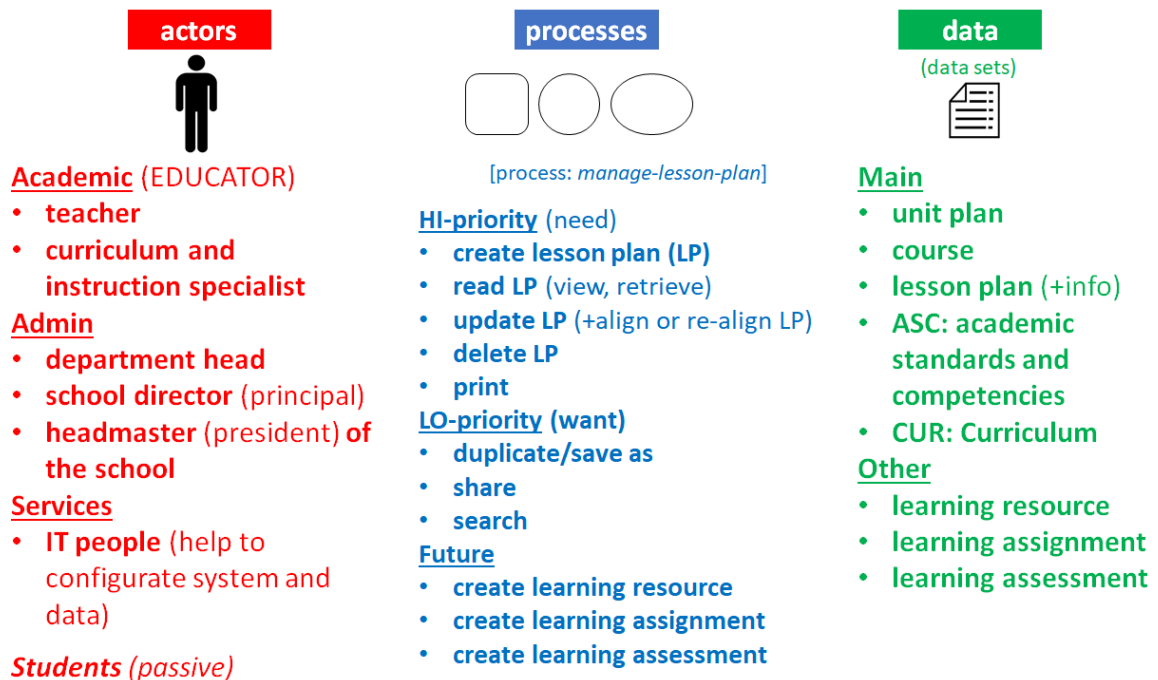 actors
Academic (EDUCATOR)
• teacher
• curriculum and
instruction specialist
Admin
• department head
• school director (principal)
• headmaster (president) of
the school
Services
• IT people (help to
configurate system and
data)
Students (passive)
processes
[process: manage-lesson-plan]
HI-priority (need)
• create lesson plan (LP)
• read LP (view, retrieve)
• update LP (+align or re-align LP)
• delete LP
• print
LO-priority (want)
• duplicate/save as
• share
• search
Future
• create learning resource
• create learning assignment
• create learning assessment
data
(data sets)
Main
• unit plan
• course
• lesson plan (+info)
• ASC: academic
standards and
competencies
• CUR: Curriculum
Other
• learning resource
• learning assignment
• learning assessment